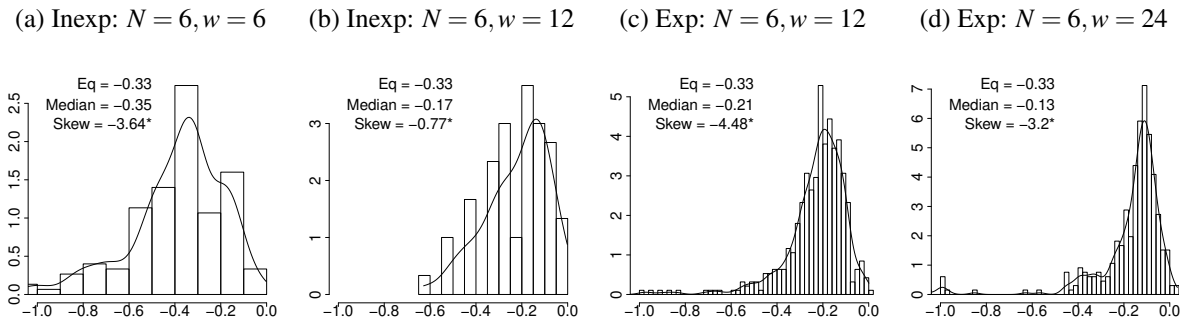 (a) Inexp: N = 6, w = 6
(b) Inexp: N = 6, w = 12
(c) Exp: N = 6, w = 12
(d) Exp: N = 6, w = 24
Eq = −0.33
Median = −0.35
Skew = −3.64*
0.0 0.5 1.0 1.5 2.0 2.5
−1.0 −0.8 −0.6 −0.4 −0.2 0.0
Eq = −0.33
Median = −0.17
Skew = −0.77*
0 1 2 3
−1.0 −0.8 −0.6 −0.4 −0.2 0.0
Eq = −0.33
Median = −0.21
Skew = −4.48*
0 1 2 3 4 5
−1.0 −0.8 −0.6 −0.4 −0.2 0.0
Eq = −0.33
Median = −0.13
Skew = −3.2*
0 1 2 3 4 5 6 7
−1.0 −0.8 −0.6 −0.4 −0.2 0.0